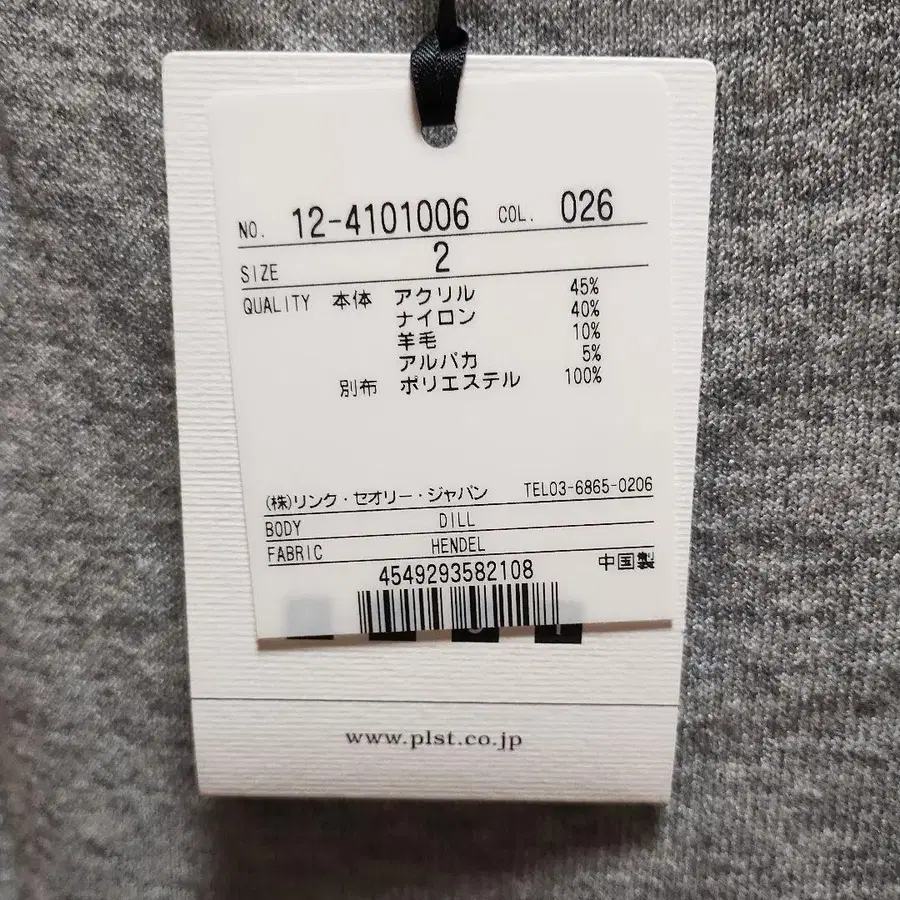 NO. 12-4101006 COL. 026
SIZE 2
QUALITY 本体 アクリル 45%
ナイロン 40%
羊毛 10%
アルパカ 5%
別布 ポリエステル 100%
(株)リンク・セオリー・ジャパン TEL03-6865-0206
BODY DILL
FABRIC HENDEL
4549293582108 中国製
www.plst.co.jp